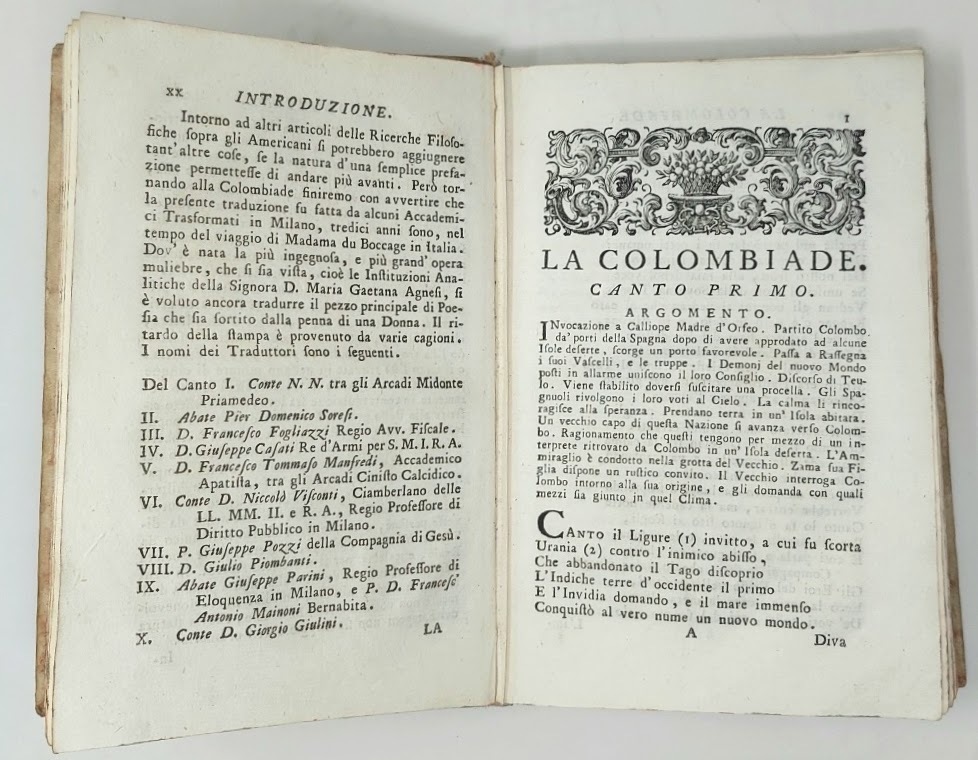 XX INTRODUZIONE.
Intorno ad altri articoli delle Ricerche Filoso-
fiche sopra gli Americani si potrebbero aggiugnere
tant'altre cose, se la natura d'una semplice prefa-
zione permettesse di andare più avanti. Però tor-
nando alla Colombiade finiremo con avvertire che
la presente traduzione fu fatta da alcuni Accademi-
ci Trasformati in Milano, tredici anni sono, nel
tempo del viaggio di Madama du Boccage in Italia.
Dov' è nata la più ingegnosa, e più grand' opera
muliebre, che si sia vista, cioè le Instituzioni Ana-
litiche della Signora D. Maria Gaetana Agnesi, si
è voluto ancora tradurre il pezzo principale di Poe-
sia che sia sortito dalla penna di una Donna. Il ri-
tardo della stampa è provenuto da varie cagioni.
I nomi dei Traduttori sono i seguenti.
Del Canto I. Conte N. N. tra gli Arcadi Midonte
Priamedeo.
II. Abate Pier Domenico Soresi.
III. D. Francesco Fogliazzi Regio Avv. Fiscale.
IV. D. Giuseppe Casati Re d'Armi per S. M. I. R. A.
V. D. Francesco Tommaso Manfredi, Accademico
Apatista, tra gli Arcadi Cinisto Calcidico.
VI. Conte D. Niccolò Visconti, Ciamberlano delle
LL. MM. II. e R. A., Regio Professore di
Diritto Pubblico in Milano.
VII. P. Giuseppe Pozzi della Compagnia di Gesù.
VIII. D. Giulio Piombanti.
IX. Abate Giuseppe Parini, Regio Professore di
Eloquenza in Milano, e P. D. Francesc'
Antonio Mainoni Bernabita.
X. Conte D. Giorgio Giulini.
LA
1
LA COLOMBIADE.
CANTO PRIMO.
ARGOMENTO.
INvocazione a Calliope Madre d'Orfeo. Partito Colombo
da' porti della Spagna dopo di avere approdato ad alcune
Isole deserte, scorge un porto favorevole. Passa a Rassegna
i suoi Vascelli, e le truppe. I Demonj del nuovo Mondo
posti in allarme uniscono il loro Consiglio. Discorso di Teu-
lo. Viene stabilito doversi suscitare una procella. Gli Spa-
gnuoli rivolgono i loro voti al Cielo. La calma li rinco-
ragisce alla speranza. Prendano terra in un' Isola abitata.
Un vecchio capo di questa Nazione si avanza verso Colom-
bo. Ragionamento che questi tengono per mezzo di un in-
terprete ritrovato da Colombo in un' Isola deserta. L'Am-
miraglio è condotto nella grotta del Vecchio. Zama sua Fi-
glia dispone un rustico convito. Il Vecchio interroga Co-
lombo intorno alla sua origine, e gli domanda con quali
mezzi sia giunto in quel Clima.
CANTO il Ligure (1) invitto, a cui fu scorta
Urania (2) contro l'inimico abisso,
Che abbandonato il Tago discoprio
L'Indiche terre d'occidente il primo
E l'Invidia domando, e il mare immenso
Conquistò al vero nume un nuovo mondo.
A
Diva